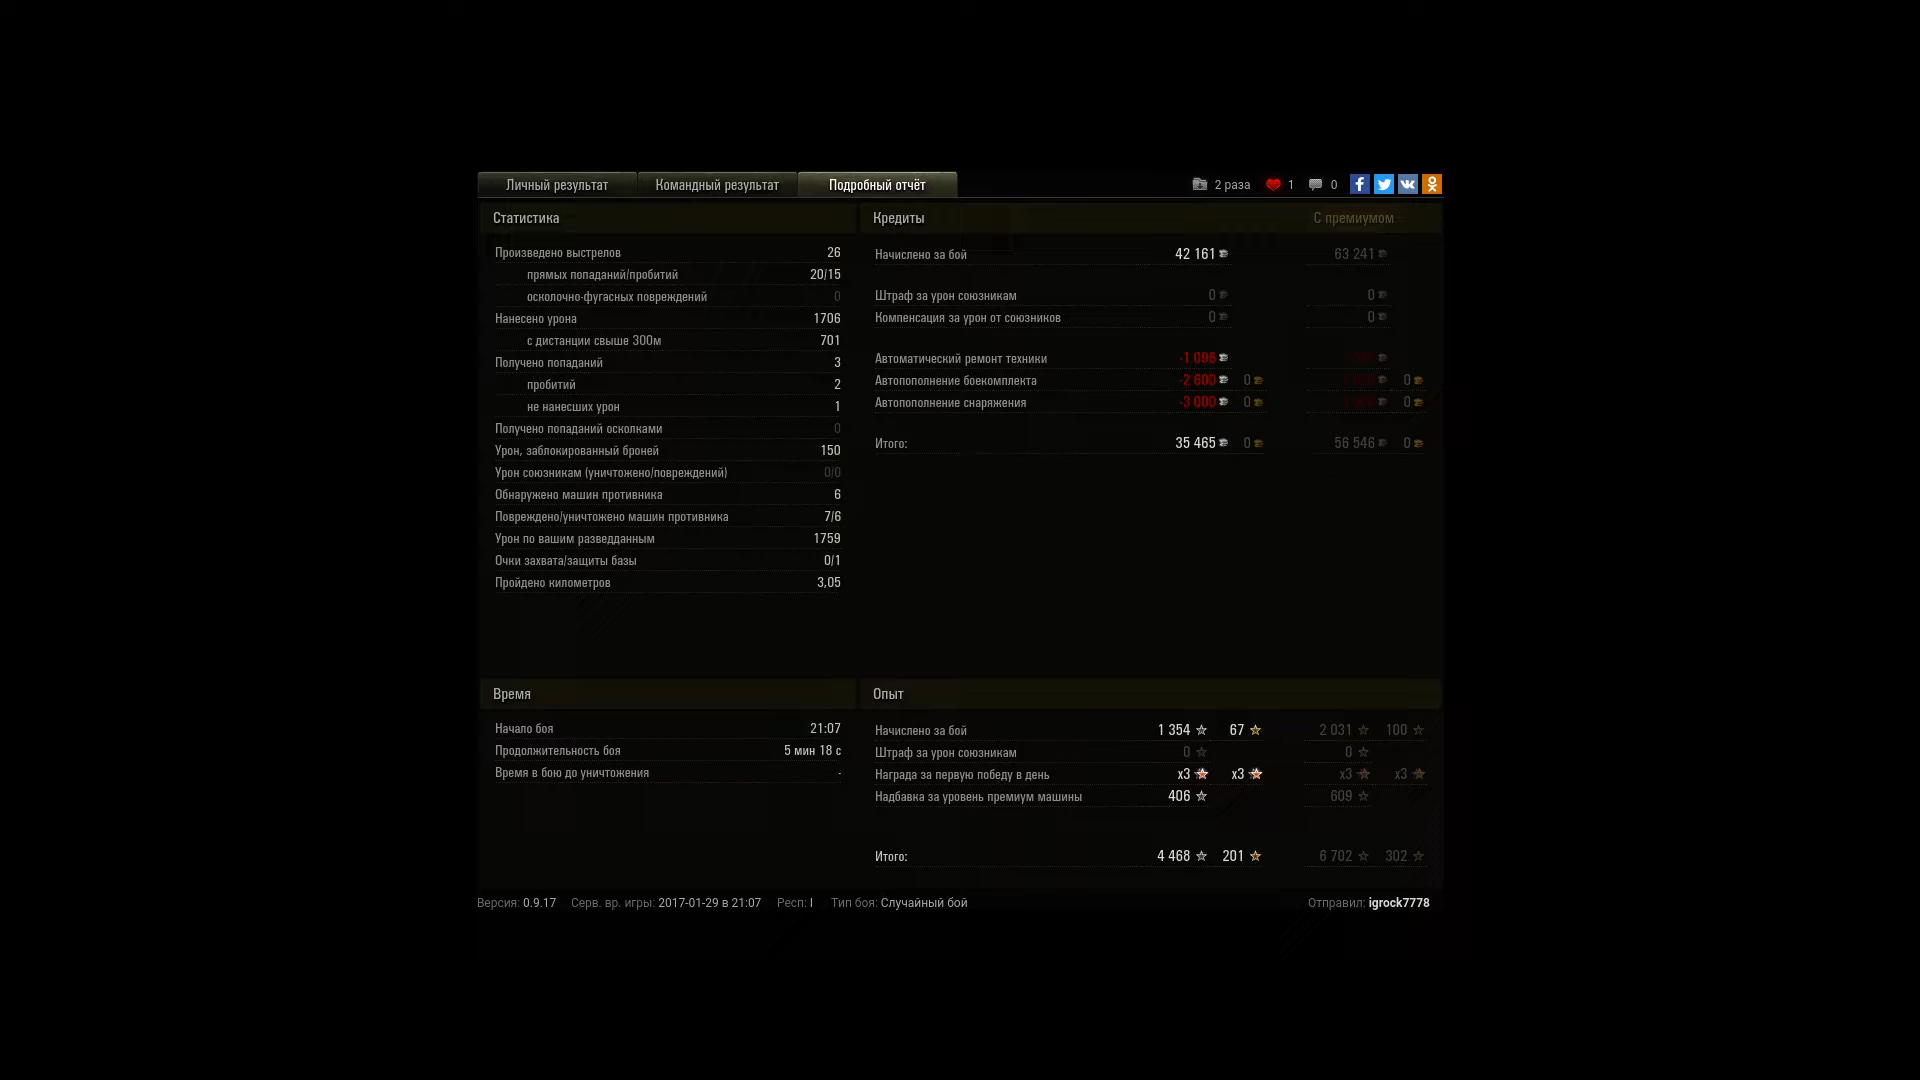 Личный результат Командный результат Подробный отчёт 2 раза 1 0
Статистика
Произведено выстрелов 26
прямых попаданий/пробитий 20/15
осколочно-фугасных повреждений 0
Нанесено урона 1706
с дистанции свыше 300м 701
Получено попаданий 3
пробитий 2
не нанесших урон 1
Получено попаданий осколками 0
Урон, заблокированный броней 150
Урон союзникам (уничтожено/повреждений) 0/0
Обнаружено машин противника 6
Повреждено/уничтожено машин противника 7/6
Урон по вашим разведданным 1759
Очки захвата/защиты базы 0/1
Пройдено километров 3,05
Кредиты С премиумом
Начислено за бой 42 161 63 241
Штраф за урон союзникам 0 0
Компенсация за урон от союзников 0 0
Автоматический ремонт техники -1 096
Автопополнение боекомплекта -2 600 0 0
Автопополнение снаряжения -3 000 0 0
Итого: 35 465 0 56 546 0
Время
Начало боя 21:07
Продолжительность боя 5 мин 18 с
Время в бою до уничтожения -
Опыт
Начислено за бой 1 354 67 2 031 100
Штраф за урон союзникам 0 0
Награда за первую победу в день x3 x3 x3 x3
Надбавка за уровень премиум машины 406 609
Итого: 4 468 201 6 702 302
Версия: 0.9.17 Серв. вр. игры: 2017-01-29 в 21:07 Респ: I Тип боя: Случайный бой Отправил: igrock7778